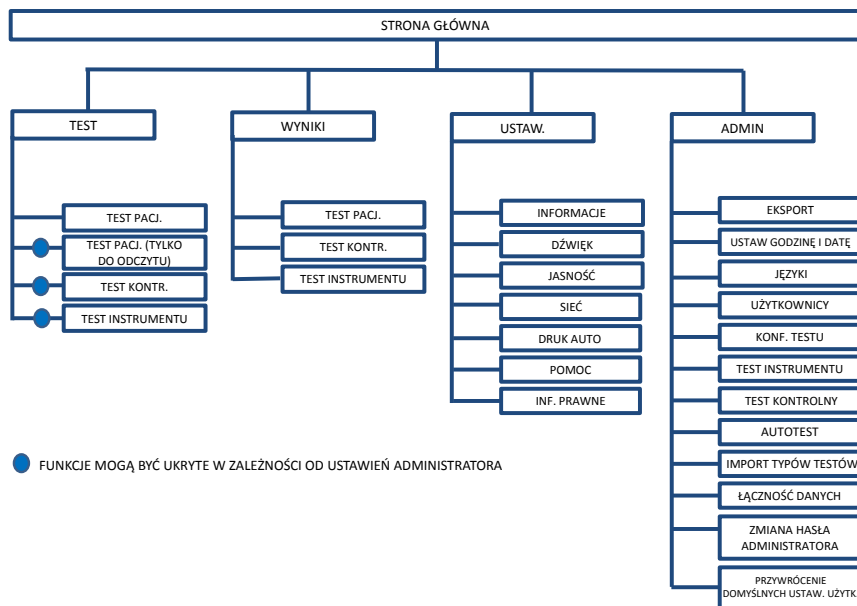 STRONA GŁÓWNA
TEST
WYNIKI
USTAW.
ADMIN
TEST PACJ.
TEST PACJ. (TYLKO
DO ODCZYTU)
TEST KONTR.
TEST INSTRUMENTU
TEST PACJ.
TEST KONTR.
TEST INSTRUMENTU
INFORMACJE
DŹWIĘK
JASNOŚĆ
SIEĆ
DRUK AUTO
POMOC
INF. PRAWNE
EKSPORT
USTAW GODZINĘ I DATĘ
JĘZYKI
UŻYTKOWNICY
KONF. TESTU
TEST INSTRUMENTU
TEST KONTROLNY
AUTOTEST
IMPORT TYPÓW TESTÓW
ŁĄCZNOŚĆ DANYCH
ZMIANA HASŁA
ADMINISTRATORA
PRZYWRÓCENIE
DOMYŚLNYCH USTAW. UŻYTK.
FUNKCJE MOGĄ BYĆ UKRYTE W ZALEŻNOŚCI OD USTAWIEŃ ADMINISTRATORA